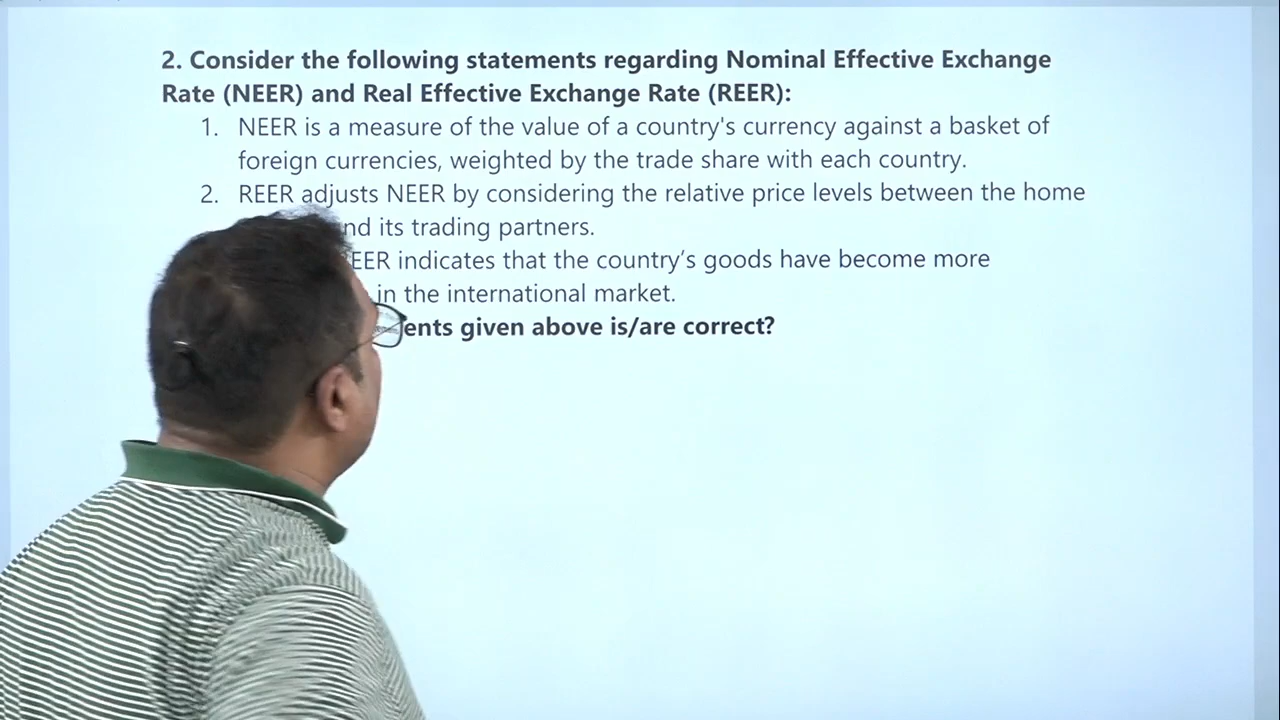 2. Consider the following statements regarding Nominal Effective Exchange
Rate (NEER) and Real Effective Exchange Rate (REER):
1. NEER is a measure of the value of a country's currency against a basket of
foreign currencies, weighted by the trade share with each country.
2. REER adjusts NEER by considering the relative price levels between the home
nd its trading partners.
EER indicates that the country’s goods have become more
in the international market.
ents given above is/are correct?